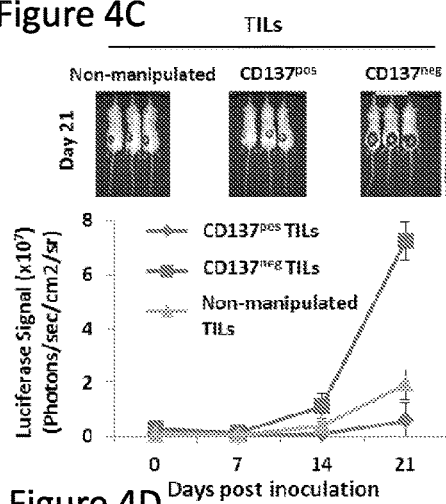 Figure 4C
TILs
Non-manipulated CD137pos CD137neg
Day 21
Luciferase Signal (x10⁷)
(Photons/sec/cm2/sr)
8
6
4
2
0
CD137pos TILs
CD137neg TILs
Non-manipulated
TILs
0 7 14 21
Days post inoculation
Figure 4D